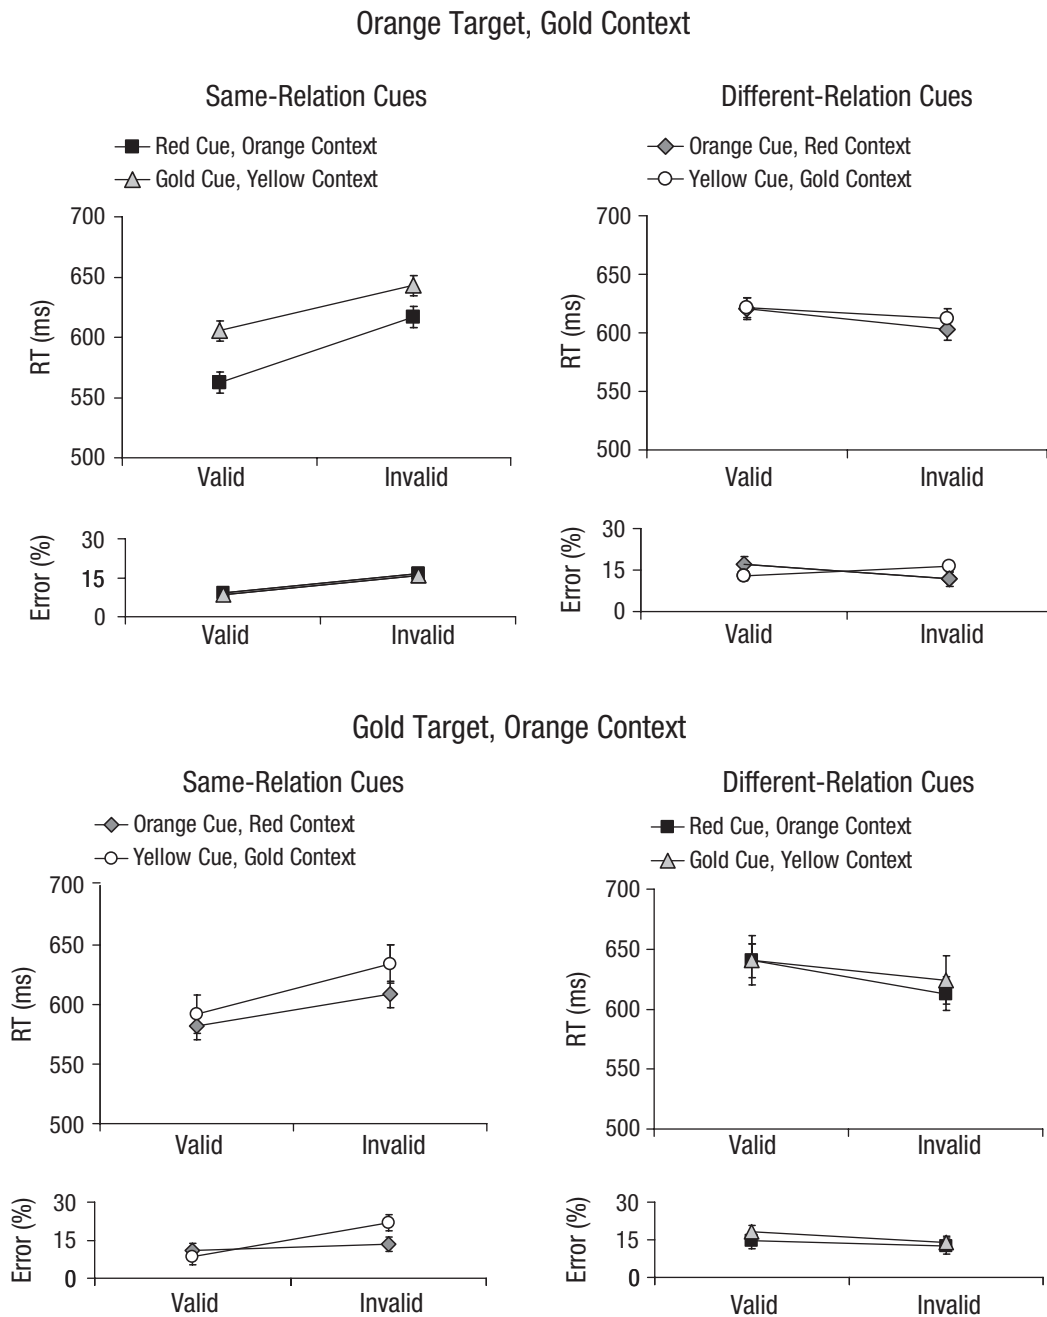 Orange Target, Gold Context
Same-Relation Cues
Red Cue, Orange Context
Gold Cue, Yellow Context
700
650
600
550
500
RT (ms)
Valid Invalid
30
15
0
Error (%)
Valid Invalid
Different-Relation Cues
Orange Cue, Red Context
Yellow Cue, Gold Context
700
650
600
550
500
RT (ms)
Valid Invalid
30
15
0
Error (%)
Valid Invalid
Gold Target, Orange Context
Same-Relation Cues
Orange Cue, Red Context
Yellow Cue, Gold Context
700
650
600
550
500
RT (ms)
Valid Invalid
30
15
0
Error (%)
Valid Invalid
Different-Relation Cues
Red Cue, Orange Context
Gold Cue, Yellow Context
700
650
600
550
500
RT (ms)
Valid Invalid
30
15
0
Error (%)
Valid Invalid